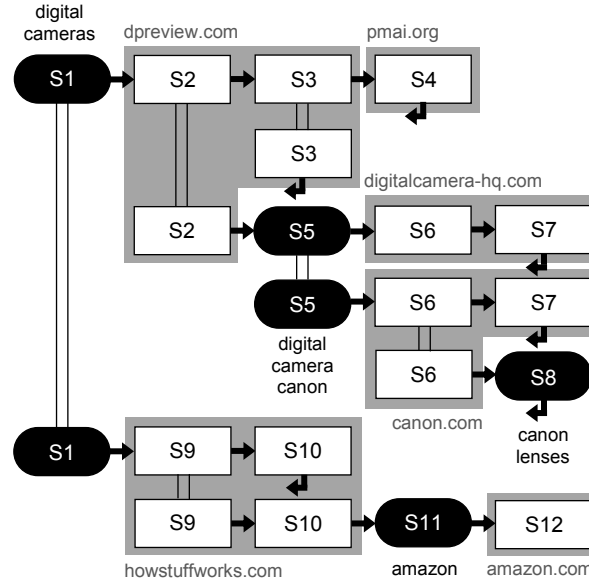 digital
cameras
dpreview.com
pmai.org
S1
S2
S3
S4
S3
digitalcamera-hq.com
S2
S5
S6
S7
S5
S6
S7
digital
camera
canon
S6
S8
canon.com
canon
lenses
S1
S9
S10
S9
S10
S11
S12
howstuffworks.com
amazon
amazon.com